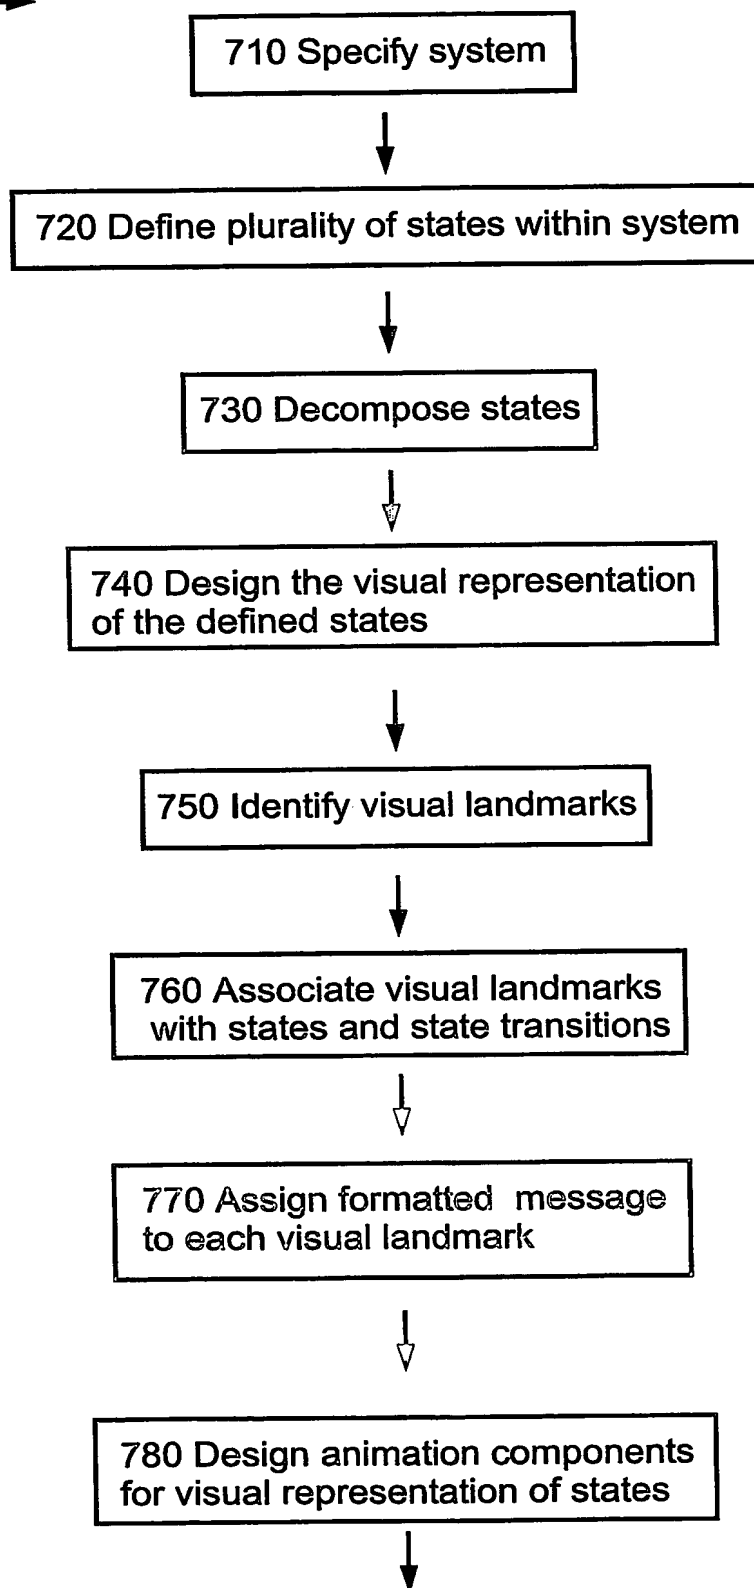 710 Specify system
720 Define plurality of states within system
730 Decompose states
740 Design the visual representation
of the defined states
750 Identify visual landmarks
760 Associate visual landmarks
with states and state transitions
770 Assign formatted message
to each visual landmark
780 Design animation components
for visual representation of states